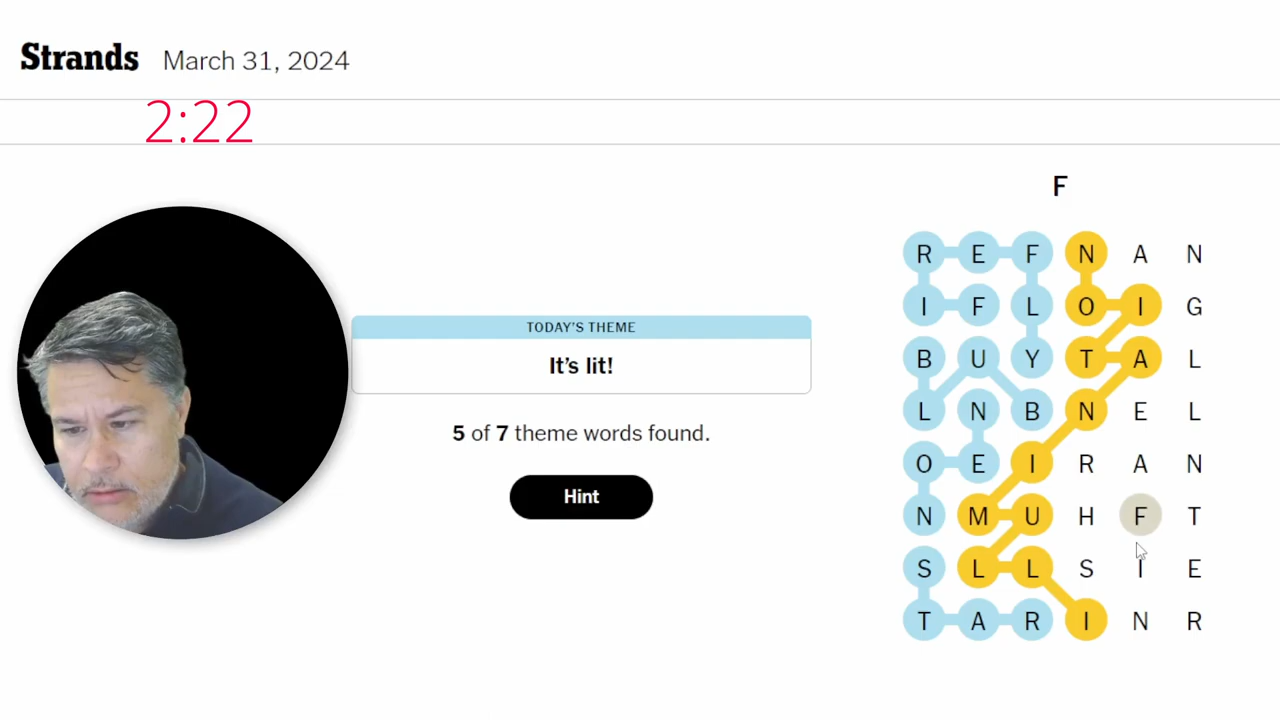 Strands March 31, 2024
2:22
F
TODAY'S THEME
It's lit!
5 of 7 theme words found.
Hint
R E F N A N
I F L O I G
B U Y T A L
L N B N E L
O E I R A N
N M U H F T
S L L S I E
T A R I N R